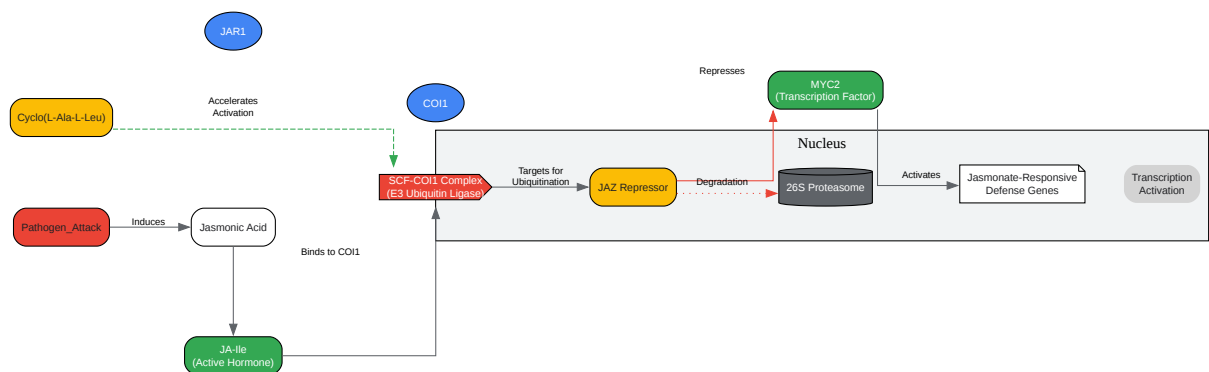 JAR1
Represses
MYC2
(Transcription Factor)
Cyclo(L-Ala-L-Leu)
Accelerates
Activation
COI1
Nucleus
SCF-COI1 Complex
(E3 Ubiquitin Ligase)
Targets for
Ubiquitination
JAZ Repressor
Degradation
26S Proteasome
Activates
Jasmonate-Responsive
Defense Genes
Transcription
Activation
Pathogen_Attack
Induces
Jasmonic Acid
Binds to COI1
JA-Ile
(Active Hormone)